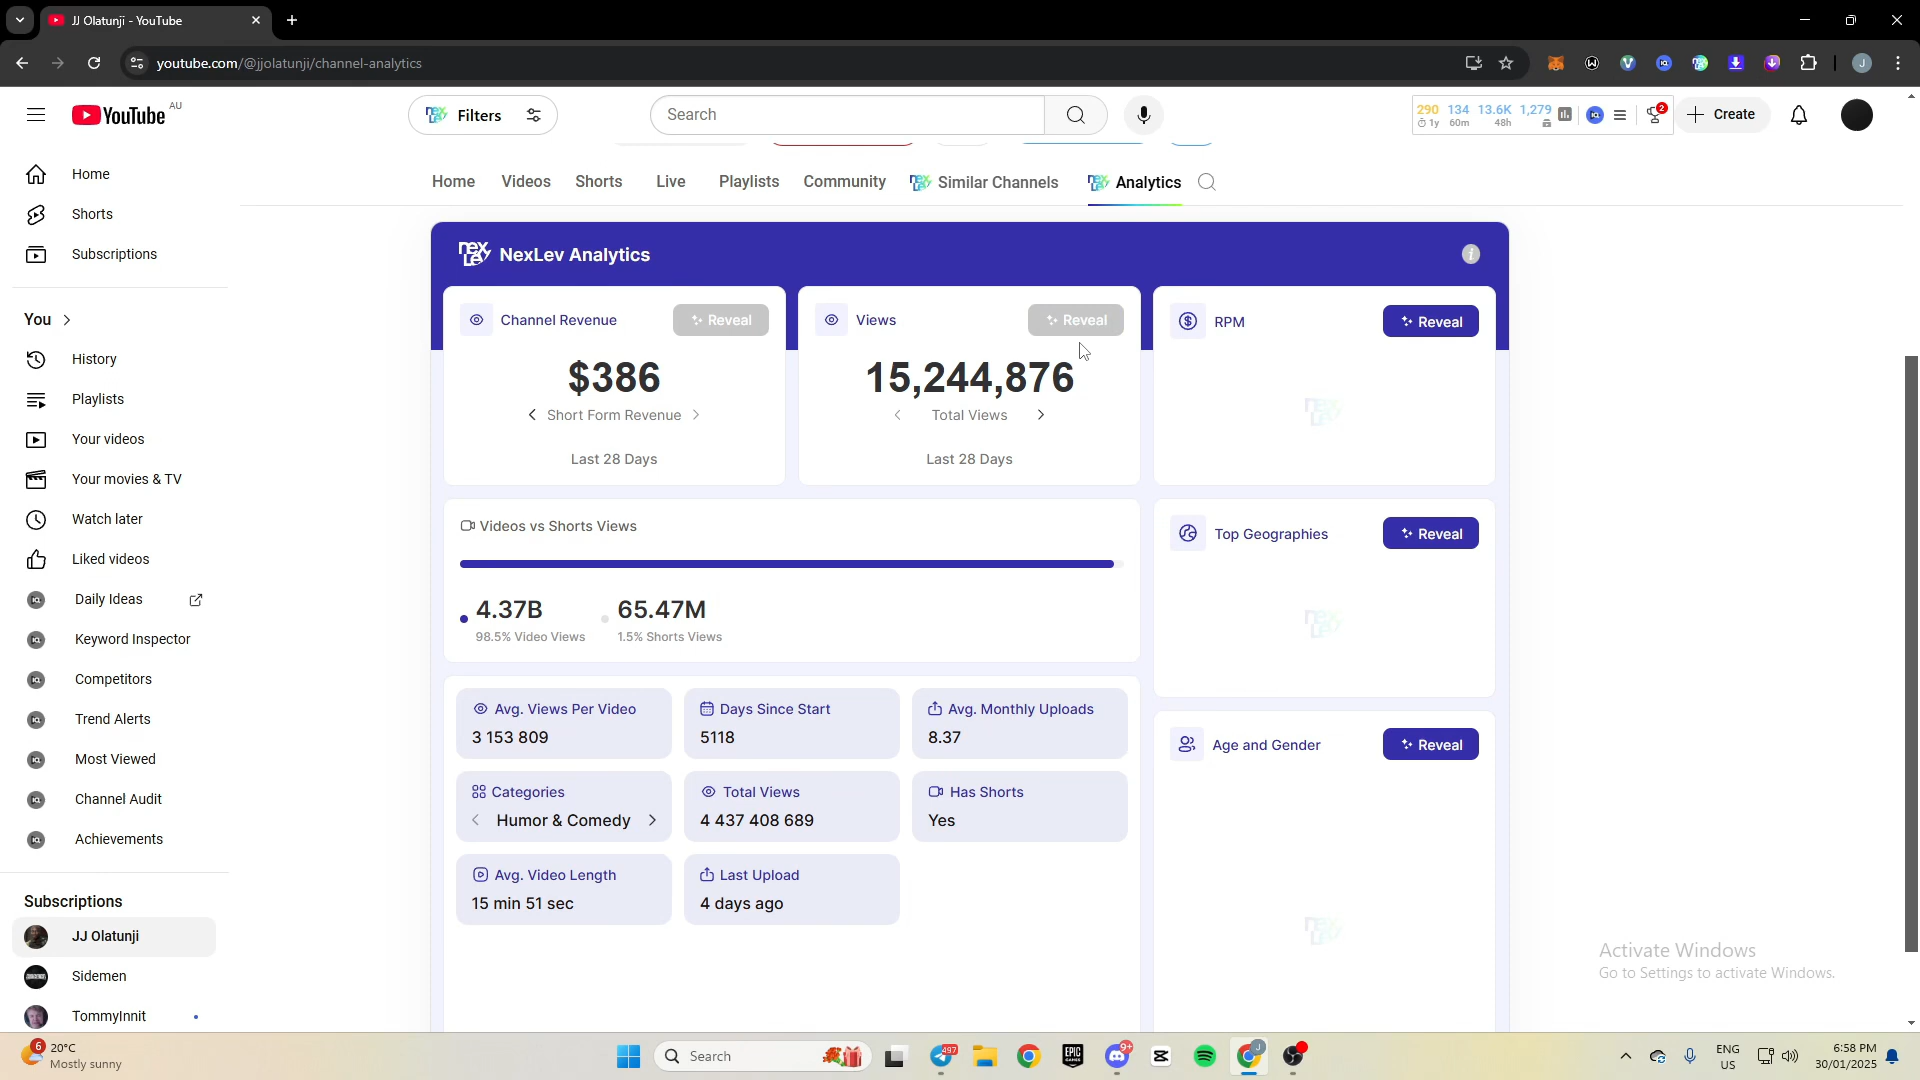 JJ Olatunji - YouTube
youtube.com/@jjolatunji/channel-analytics
J
YouTube AU
Filters
Search
290 134 13.6K 1,279
1y 60m 48h
2
Create
Home
Shorts
Subscriptions
You
History
Playlists
Your videos
Your movies & TV
Watch later
Liked videos
Daily Ideas
Keyword Inspector
Competitors
Trend Alerts
Most Viewed
Channel Audit
Achievements
Subscriptions
JJ Olatunji
Sidemen
TommyInnit
Home Videos Shorts Live Playlists Community Similar Channels Analytics
NexLev Analytics
Channel Revenue
Reveal
$386
Short Form Revenue
Last 28 Days
Views
Reveal
15,244,876
Total Views
Last 28 Days
RPM
Reveal
Videos vs Shorts Views
4.37B
98.5% Video Views
65.47M
1.5% Shorts Views
Top Geographies
Reveal
Avg. Views Per Video
3 153 809
Days Since Start
5118
Avg. Monthly Uploads
8.37
Age and Gender
Reveal
Categories
Humor & Comedy
Total Views
4 437 408 689
Has Shorts
Yes
Avg. Video Length
15 min 51 sec
Last Upload
4 days ago
Activate Windows
Go to Settings to activate Windows.
6
20°C
Mostly sunny
Search
497
EPIC GAMES
9+
J
ENG
US
6:58 PM
30/01/2025